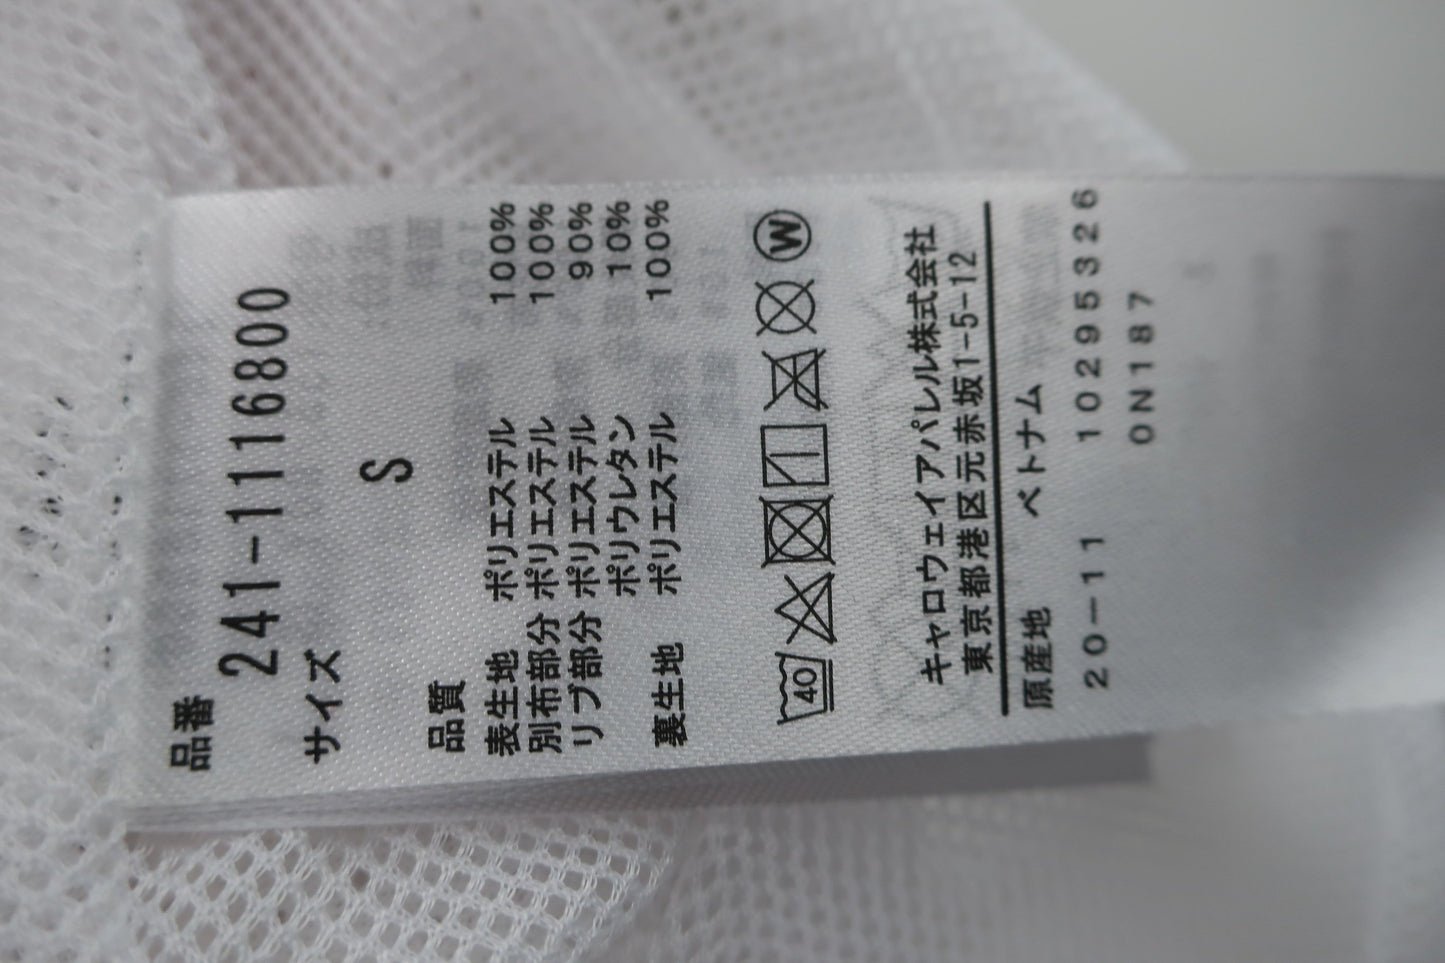 品番
241-1116800
サイズ
S
品質
表生地 ポリエステル 100%
別布部分 ポリエステル 100%
リブ部分 ポリエステル 90%
ポリウレタン 10%
裏生地 ポリエステル 100%
40 W
キャロウェイアパレル株式会社
東京都港区元赤坂1-5-12
原産地 ベトナム
20-11 10295326
0N187